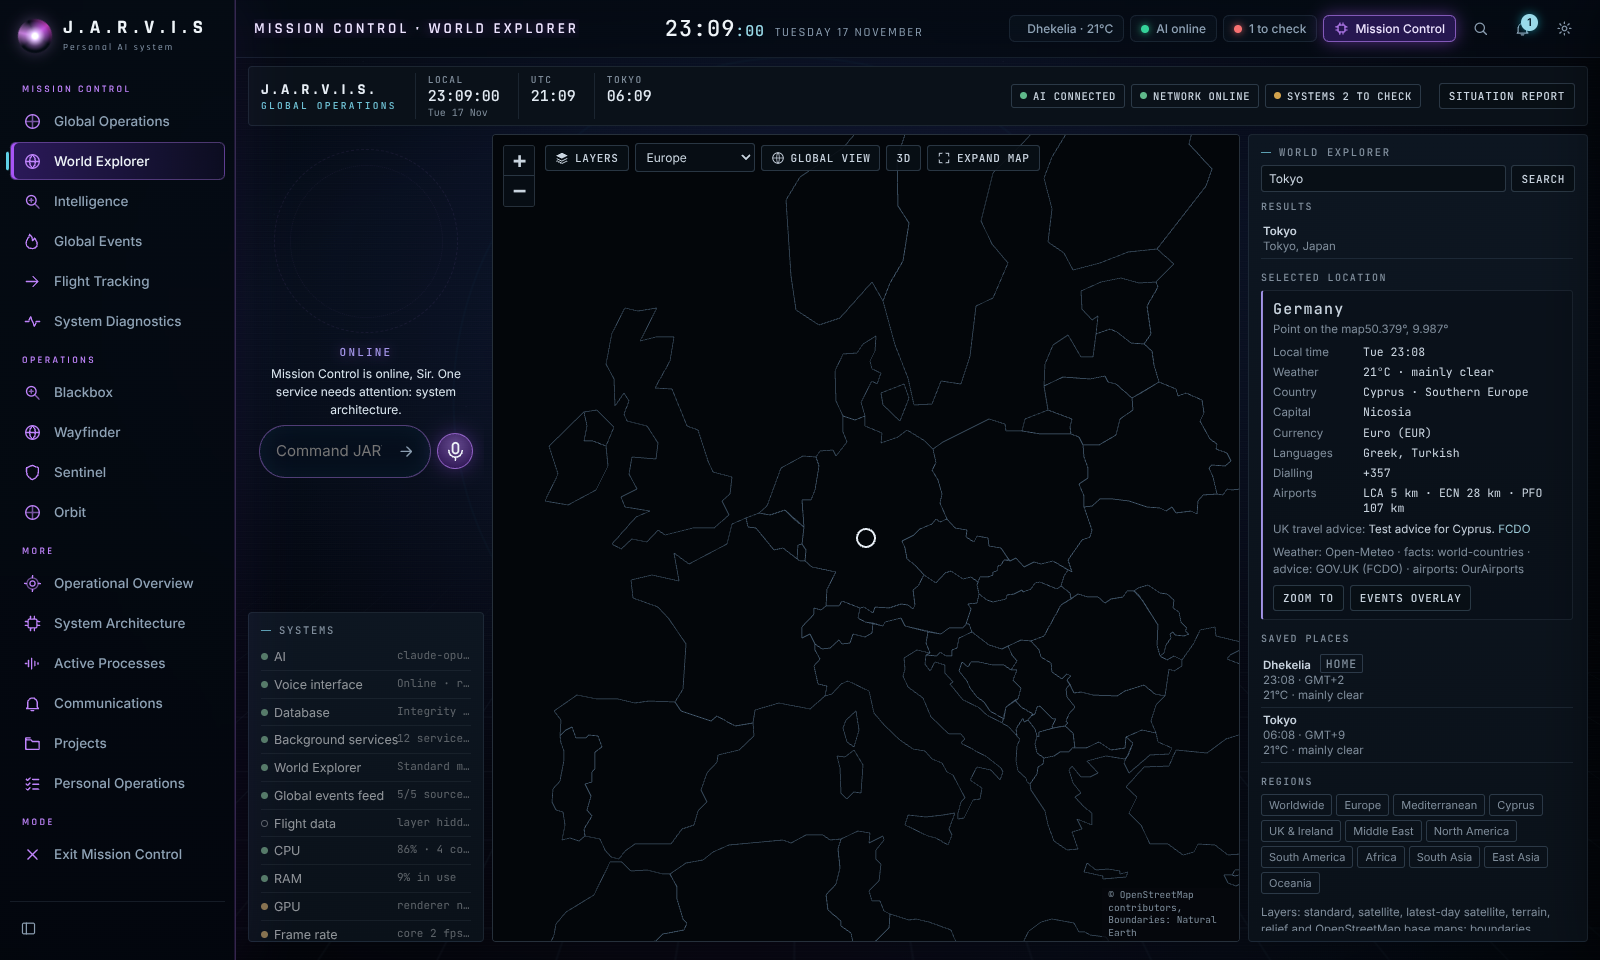 J.A.R.V.I.S
Personal AI system
MISSION CONTROL
Global Operations
World Explorer
Intelligence
Global Events
Flight Tracking
System Diagnostics
OPERATIONS
Blackbox
Wayfinder
Sentinel
Orbit
MORE
Operational Overview
System Architecture
Active Processes
Communications
Projects
Personal Operations
MODE
Exit Mission Control
MISSION CONTROL · WORLD EXPLORER
23:09:00 TUESDAY 17 NOVEMBER
Dhekelia · 21°C
AI online
1 to check
Mission Control
1
J.A.R.V.I.S.
GLOBAL OPERATIONS
LOCAL
23:09:00
Tue 17 Nov
UTC
21:09
TOKYO
06:09
AI CONNECTED
NETWORK ONLINE
SYSTEMS 2 TO CHECK
SITUATION REPORT
ONLINE
Mission Control is online, Sir. One
service needs attention: system
architecture.
Command JAR
SYSTEMS
AI claude-opu…
Voice interface Online · r…
Database Integrity …
Background services 12 service…
World Explorer Standard m…
Global events feed 5/5 source…
Flight data layer hidd…
CPU 86% · 4 co…
RAM 9% in use
GPU renderer n…
Frame rate core 2 fps…
+
−
LAYERS
Europe
GLOBAL VIEW
3D
EXPAND MAP
© OpenStreetMap
contributors,
Boundaries: Natural
Earth
WORLD EXPLORER
Tokyo
SEARCH
RESULTS
Tokyo
Tokyo, Japan
SELECTED LOCATION
Germany
Point on the map50.379°, 9.987°
Local time Tue 23:08
Weather 21°C · mainly clear
Country Cyprus · Southern Europe
Capital Nicosia
Currency Euro (EUR)
Languages Greek, Turkish
Dialling +357
Airports LCA 5 km · ECN 28 km · PFO
107 km
UK travel advice: Test advice for Cyprus. FCDO
Weather: Open-Meteo · facts: world-countries ·
advice: GOV.UK (FCDO) · airports: OurAirports
ZOOM TO
EVENTS OVERLAY
SAVED PLACES
Dhekelia HOME
23:08 · GMT+2
21°C · mainly clear
Tokyo
06:08 · GMT+9
21°C · mainly clear
REGIONS
Worldwide Europe Mediterranean Cyprus
UK & Ireland Middle East North America
South America Africa South Asia East Asia
Oceania
Layers: standard, satellite, latest-day satellite, terrain,
relief and OpenStreetMap base maps; boundaries,